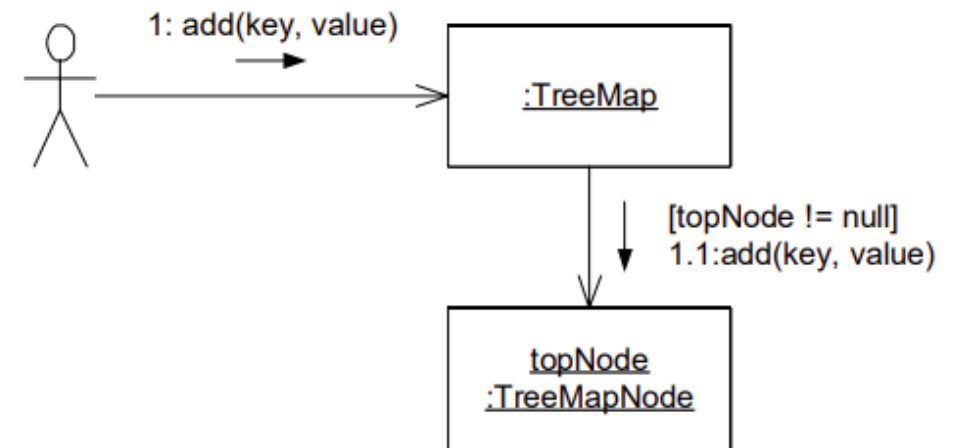 1: add(key, value)
:TreeMap
[topNode != null]
1.1:add(key, value)
topNode
:TreeMapNode